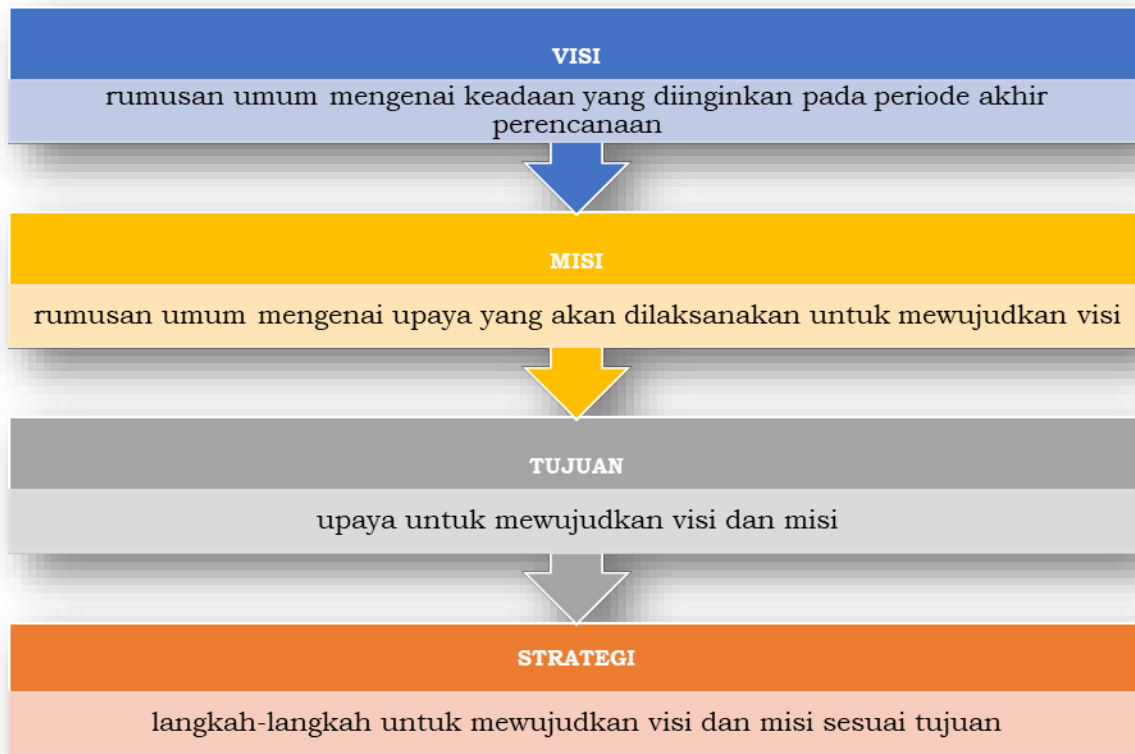 VISI
rumusan umum mengenai keadaan yang diinginkan pada periode akhir
perencanaan
MISI
rumusan umum mengenai upaya yang akan dilaksanakan untuk mewujudkan visi
TUJUAN
upaya untuk mewujudkan visi dan misi
STRATEGI
langkah-langkah untuk mewujudkan visi dan misi sesuai tujuan